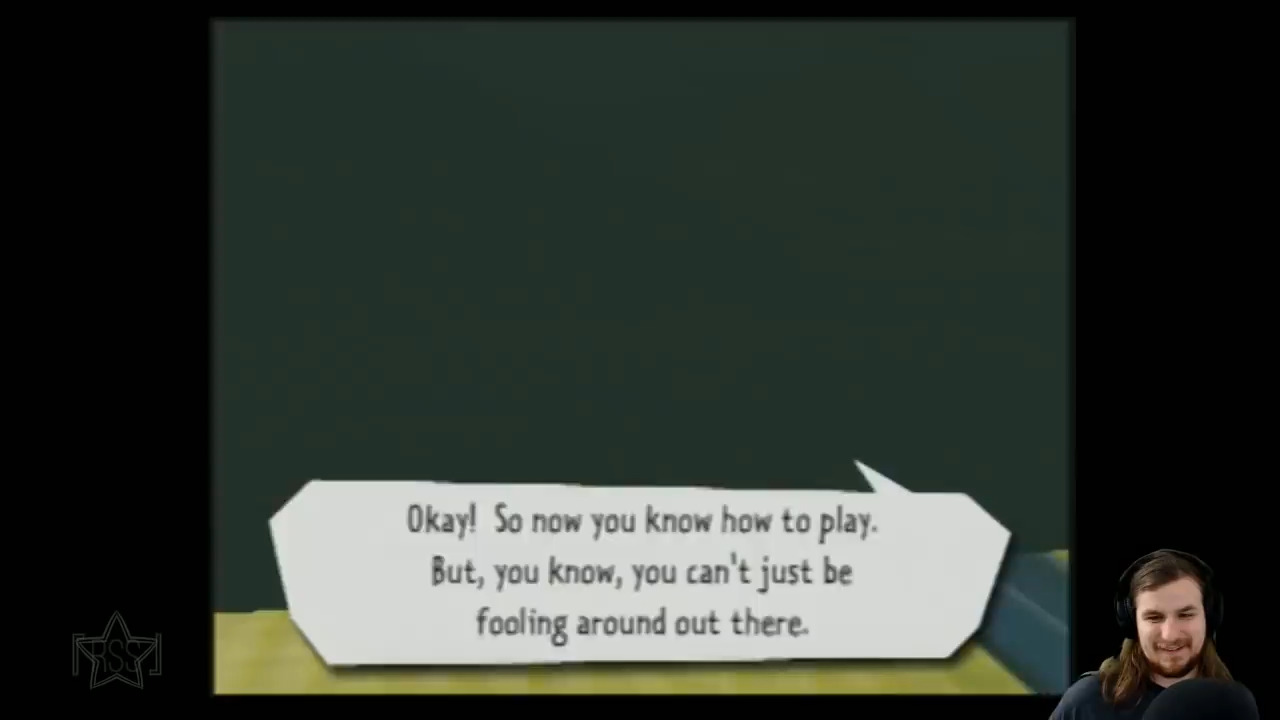 Okay! So now you know how to play.
But, you know, you can't just be
fooling around out there.
[RSS]